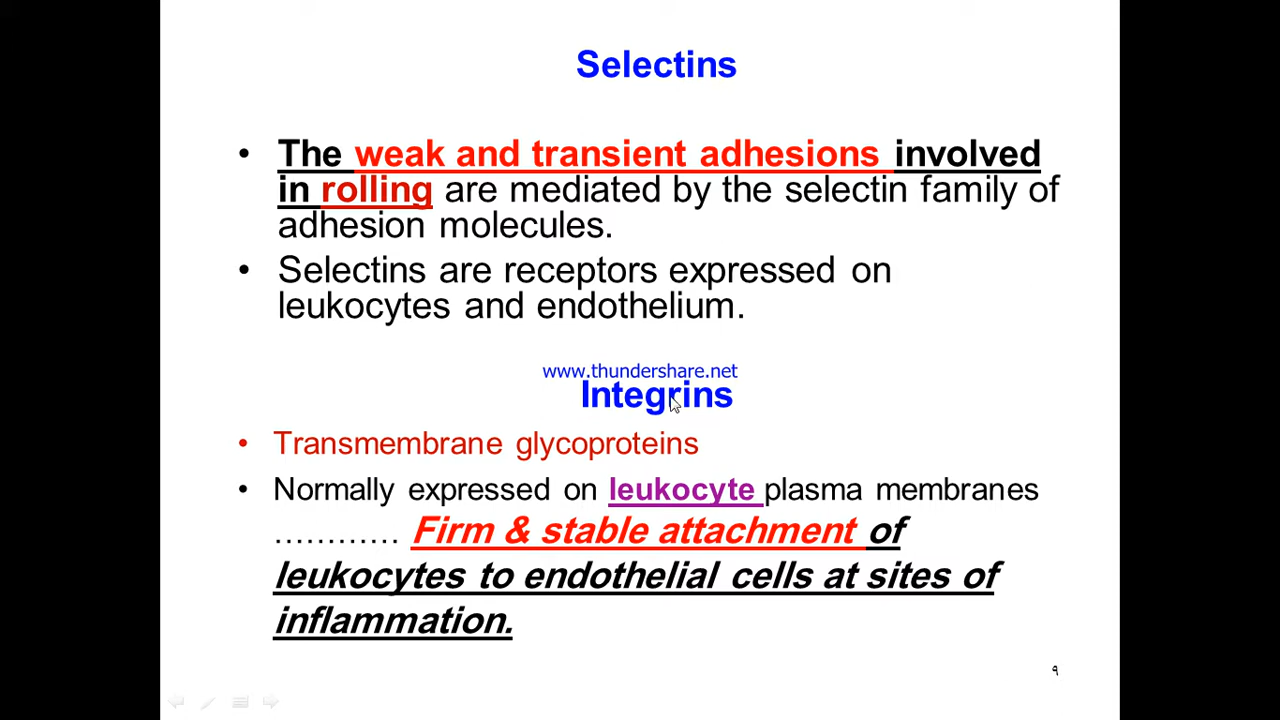 Selectins
• The weak and transient adhesions involved
in rolling are mediated by the selectin family of
adhesion molecules.
• Selectins are receptors expressed on
leukocytes and endothelium.
www.thundershare.net
Integrins
• Transmembrane glycoproteins
• Normally expressed on leukocyte plasma membranes
………… Firm & stable attachment of
leukocytes to endothelial cells at sites of
inflammation.
٩